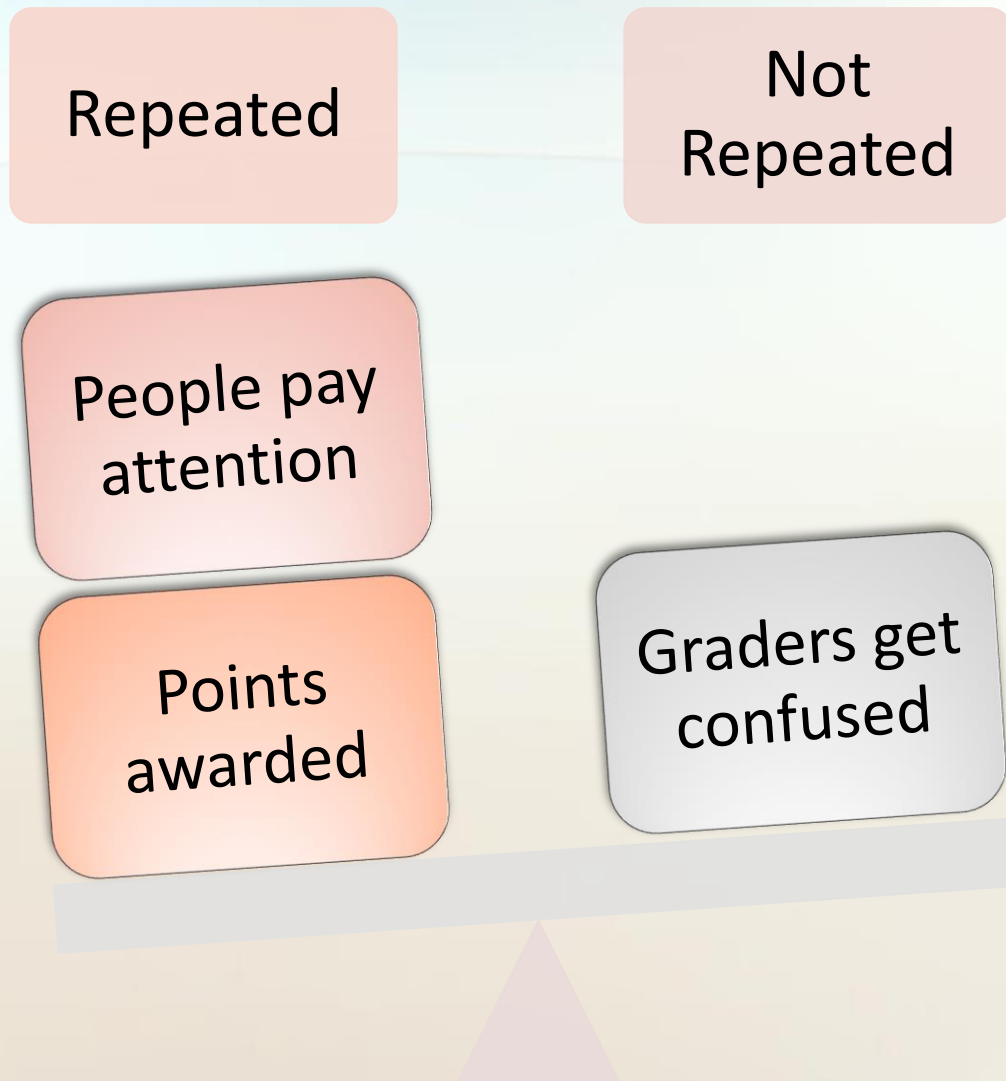 Repeated
Not
Repeated
People pay
attention
Points
awarded
Graders get
confused